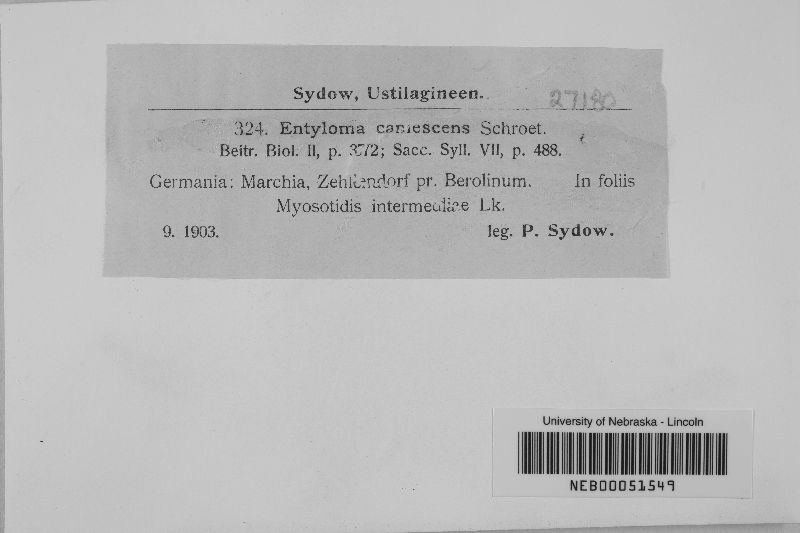 Sydow, Ustilagineen.
27180
324. Entyloma canescens Schroet.
Beitr. Biol. II, p. 372; Sacc. Syll. VII, p. 488.
Germania: Marchia, Zehlendorf pr. Berolinum. In foliis
Myosotidis intermediae Lk.
9. 1903. leg. P. Sydow.
University of Nebraska - Lincoln
NEB00051549